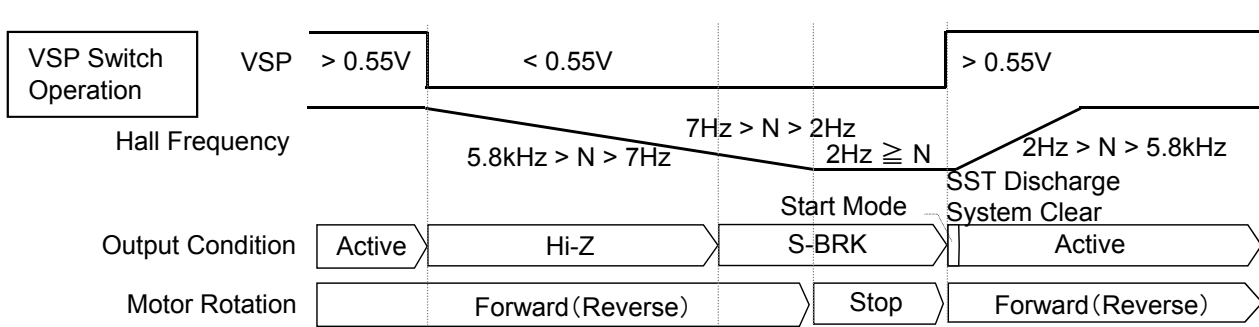 VSP Switch
Operation
VSP
> 0.55V
< 0.55V
> 0.55V
Hall Frequency
5.8kHz > N > 7Hz
7Hz > N > 2Hz
2Hz ≧ N
2Hz > N > 5.8kHz
SST Discharge
System Clear
Start Mode
Output Condition
Active
Hi-Z
S-BRK
Active
Motor Rotation
Forward(Reverse)
Stop
Forward(Reverse)